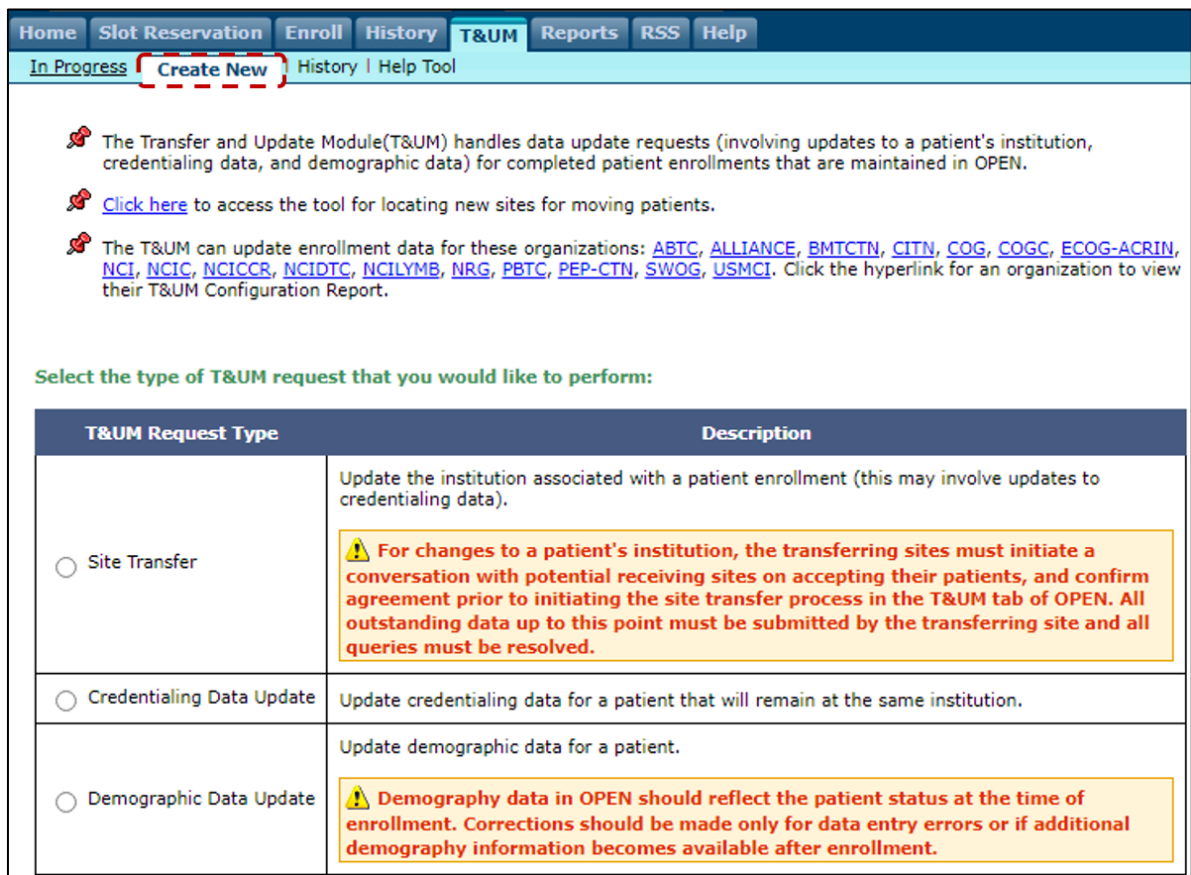 Home Slot Reservation Enroll History T&UM Reports RSS Help
In Progress Create New History | Help Tool
The Transfer and Update Module(T&UM) handles data update requests (involving updates to a patient's institution,
credentialing data, and demographic data) for completed patient enrollments that are maintained in OPEN.
Click here to access the tool for locating new sites for moving patients.
The T&UM can update enrollment data for these organizations: ABTC, ALLIANCE, BMTCTN, CITN, COG, COGC, ECOG-ACRIN,
NCI, NCIC, NCICCR, NCIDTC, NCILYMB, NRG, PBTC, PEP-CTN, SWOG, USMCI. Click the hyperlink for an organization to view
their T&UM Configuration Report.
Select the type of T&UM request that you would like to perform:
T&UM Request Type Description
Site Transfer
Update the institution associated with a patient enrollment (this may involve updates to
credentialing data).
For changes to a patient's institution, the transferring sites must initiate a
conversation with potential receiving sites on accepting their patients, and confirm
agreement prior to initiating the site transfer process in the T&UM tab of OPEN. All
outstanding data up to this point must be submitted by the transferring site and all
queries must be resolved.
Credentialing Data Update Update credentialing data for a patient that will remain at the same institution.
Demographic Data Update
Update demographic data for a patient.
Demography data in OPEN should reflect the patient status at the time of
enrollment. Corrections should be made only for data entry errors or if additional
demography information becomes available after enrollment.